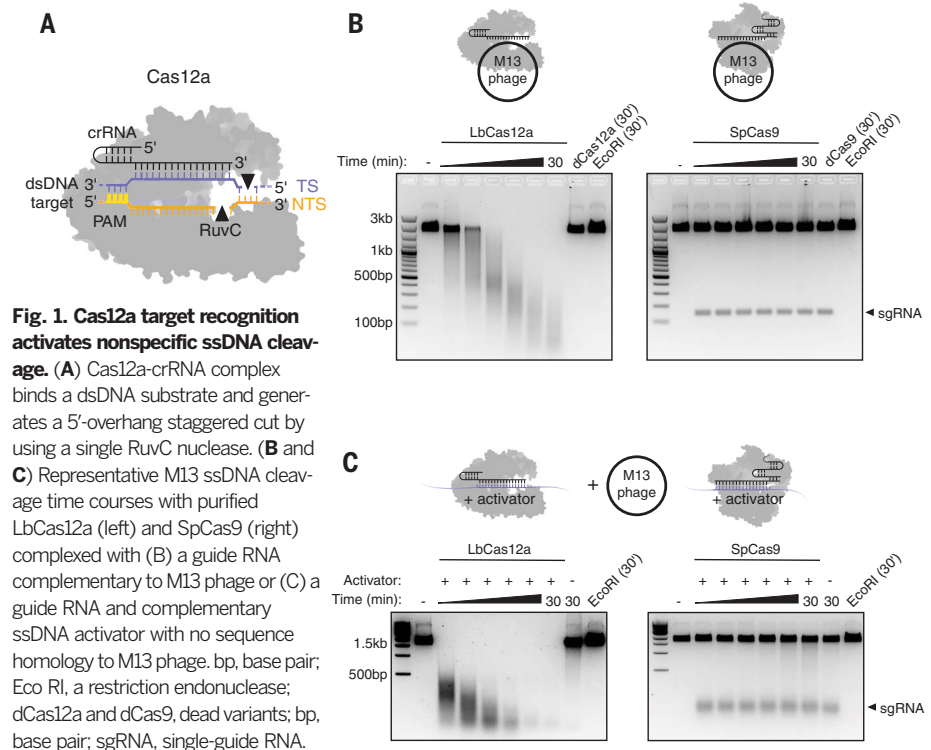 A
Cas12a
crRNA
5'
3'
dsDNA
target
3'
5'
PAM
RuvC
5'
TS
3'
NTS
Fig. 1. Cas12a target recognition
activates nonspecific ssDNA cleav-
age. (A) Cas12a-crRNA complex
binds a dsDNA substrate and gener-
ates a 5′-overhang staggered cut by
using a single RuvC nuclease. (B and
C) Representative M13 ssDNA cleav-
age time courses with purified
LbCas12a (left) and SpCas9 (right)
complexed with (B) a guide RNA
complementary to M13 phage or (C) a
guide RNA and complementary
ssDNA activator with no sequence
homology to M13 phage. bp, base pair;
Eco RI, a restriction endonuclease;
dCas12a and dCas9, dead variants; bp,
base pair; sgRNA, single-guide RNA.
B
M13
phage
M13
phage
LbCas12a
Time (min): - 30 dCas12a (30') EcoRI (30')
SpCas9
- 30 dCas9 (30') EcoRI (30')
3kb
1kb
500bp
100bp
sgRNA
C
+ activator
+
M13
phage
+ activator
LbCas12a
Activator: + + + + + -
Time (min): - 30 30 EcoRI (30')
SpCas9
+ + + + + + -
- 30 30 EcoRI (30')
1.5kb
500bp
sgRNA